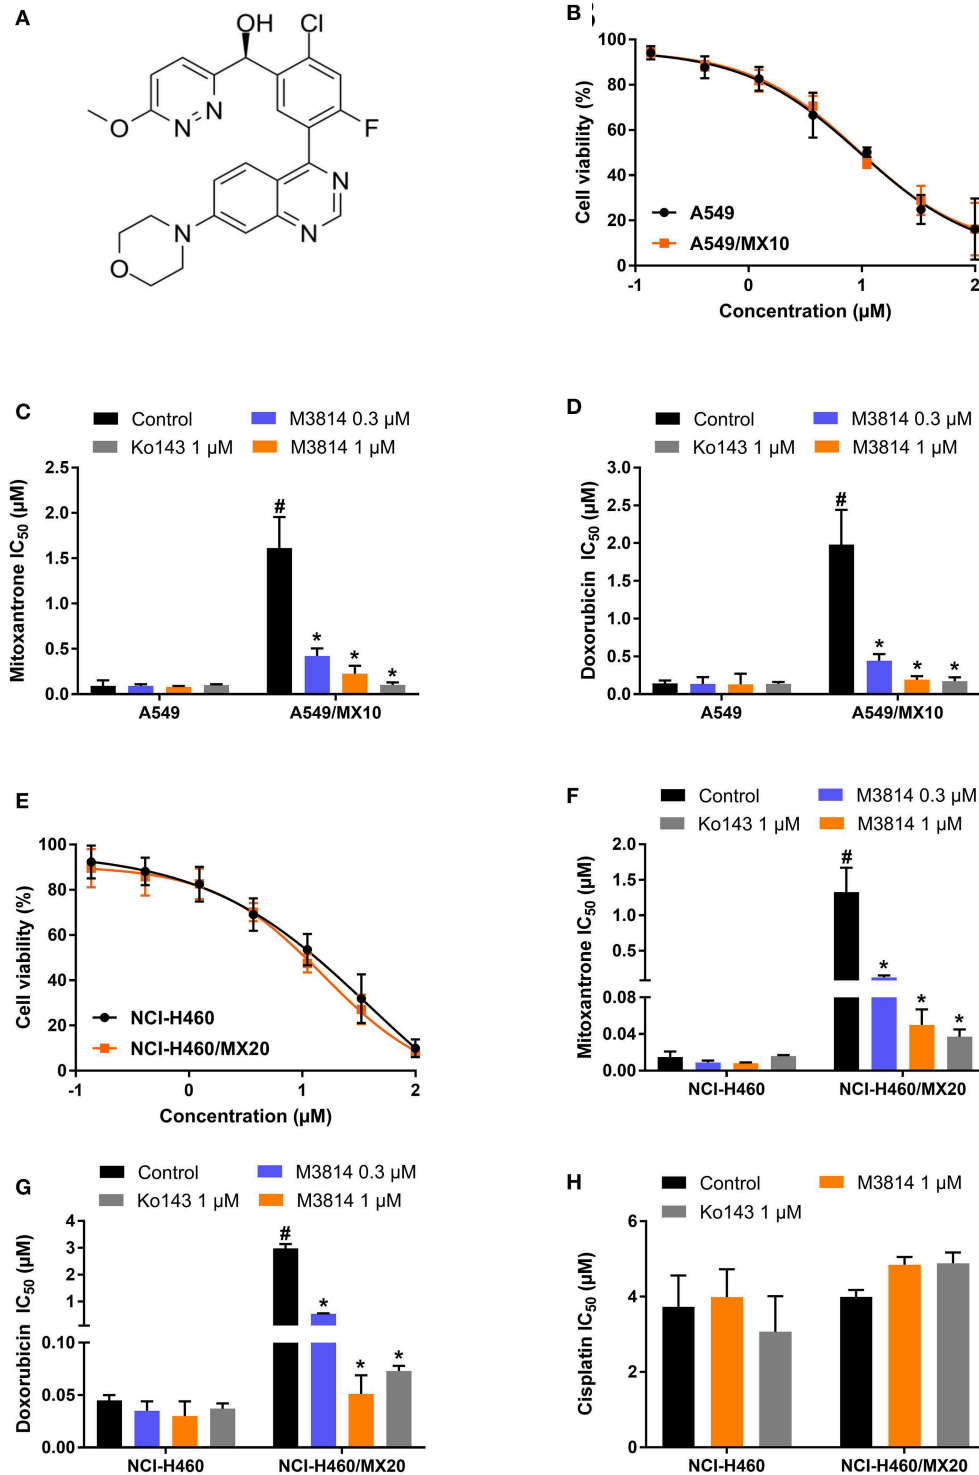 A
OH
Cl
N
N
O
F
N
N
N
O
B
100
80
60
40
20
0
Cell viability (%)
A549
A549/MX10
-1 0 1 2
Concentration (µM)
C
Control M3814 0.3 µM
Ko143 1 µM M3814 1 µM
2.5
2.0
1.5
1.0
0.5
0.0
Mitoxantrone IC50 (µM)
#
* * *
A549 A549/MX10
D
Control M3814 0.3 µM
Ko143 1 µM M3814 1 µM
3.0
2.5
2.0
1.5
1.0
0.5
0.0
Doxorubicin IC50 (µM)
#
* * *
A549 A549/MX10
E
100
80
60
40
20
0
Cell viability (%)
NCI-H460
NCI-H460/MX20
-1 0 1 2
Concentration (µM)
F
Control M3814 0.3 µM
Ko143 1 µM M3814 1 µM
2.0
1.5
1.0
0.5
0.08
0.04
0.00
Mitoxantrone IC50 (µM)
#
* * *
NCI-H460 NCI-H460/MX20
G
Control M3814 0.3 µM
Ko143 1 µM M3814 1 µM
4
3
2
1
0.10
0.05
0.00
Doxorubicin IC50 (µM)
#
* * *
NCI-H460 NCI-H460/MX20
H
Control M3814 1 µM
Ko143 1 µM
6
4
2
0
Cisplatin IC50 (µM)
NCI-H460 NCI-H460/MX20